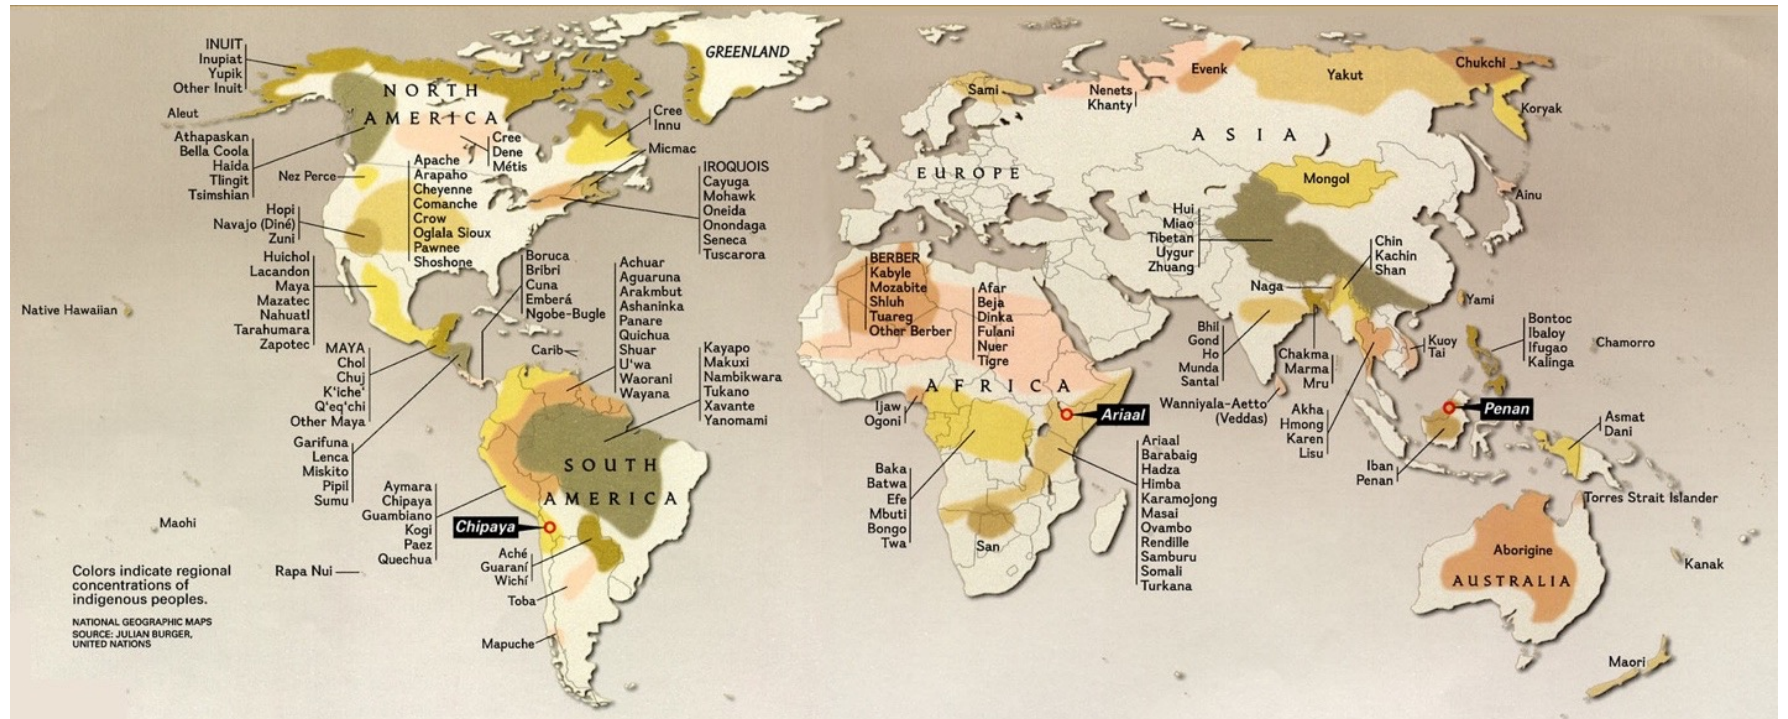 INUIT
Inupiat
Yupik
Other Inuit
Aleut
Athapaskan
Bella Coola
Haida
Tlingit
Tsimshian
Nez Perce
Hopi
Navajo (Diné)
Zuni
Huichol
Lacandon
Maya
Mazatec
Nahuatl
Tarahumara
Zapotec
Native Hawaiian
MAYA
Chol
Chuj
K'iche'
Q'eq'chi
Other Maya
Garifuna
Lenca
Miskito
Pipil
Sumu
Maohi
Rapa Nui
NORTH
AMERICA
GREENLAND
Cree
Dene
Métis
Cree
Innu
Micmac
Apache
Arapaho
Cheyenne
Comanche
Crow
Oglala Sioux
Pawnee
Shoshone
IROQUOIS
Cayuga
Mohawk
Oneida
Onondaga
Seneca
Tuscarora
Boruca
Bribri
Cuna
Emberá
Ngobe-Bugle
Carib
Achuar
Aguaruna
Arakmbut
Ashaninka
Panare
Quichua
Shuar
U'wa
Waorani
Wayana
Kayapo
Makuxi
Nambikwara
Tukano
Xavante
Yanomami
SOUTH
AMERICA
Aymara
Chipaya
Guambiano
Kogi
Paez
Quechua
Chipaya
Aché
Guaraní
Wichí
Toba
Mapuche
Colors indicate regional
concentrations of
indigenous peoples.
NATIONAL GEOGRAPHIC MAPS
SOURCE: JULIAN BURGER,
UNITED NATIONS
EUROPE
Sami
Nenets
Khanty
Evenk
Yakut
Chukchi
Koryak
ASIA
Mongol
Ainu
Hui
Miao
Tibetan
Uygur
Zhuang
Chin
Kachin
Shan
Naga
Yami
BERBER
Kabyle
Mozabite
Shluh
Tuareg
Other Berber
Afar
Beja
Dinka
Fulani
Nuer
Tigre
AFRICA
Ijaw
Ogoni
Ariaal
Baka
Batwa
Efe
Mbuti
Bongo
Twa
San
Ariaal
Barabaig
Hadza
Himba
Karamojong
Masai
Ovambo
Rendille
Samburu
Somali
Turkana
Bhil
Gond
Ho
Munda
Santal
Chakma
Marma
Mru
Wanniyala-Aetto
(Veddas)
Akha
Hmong
Karen
Lisu
Kuoy
Tai
Bontoc
Ibaloy
Ifugao
Kalinga
Chamorro
Penan
Iban
Penan
Asmat
Dani
Torres Strait Islander
Aborigine
AUSTRALIA
Kanak
Maori